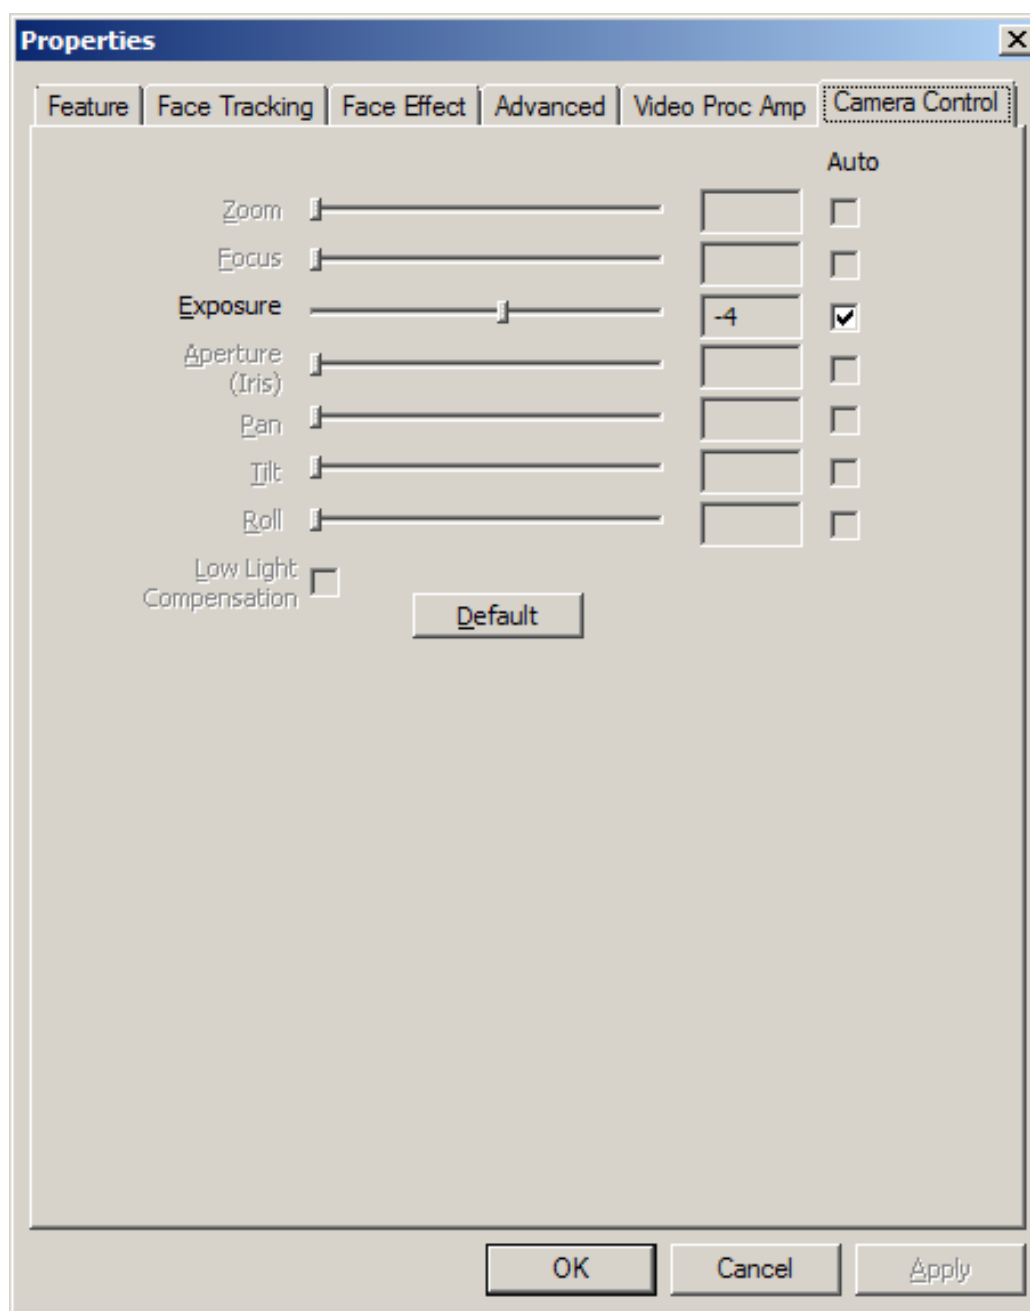 Properties
Feature Face Tracking Face Effect Advanced Video Proc Amp Camera Control
Auto
Zoom
Focus
Exposure -4
Aperture
(Iris)
Pan
Tilt
Roll
Low Light
Compensation
Default
OK Cancel Apply